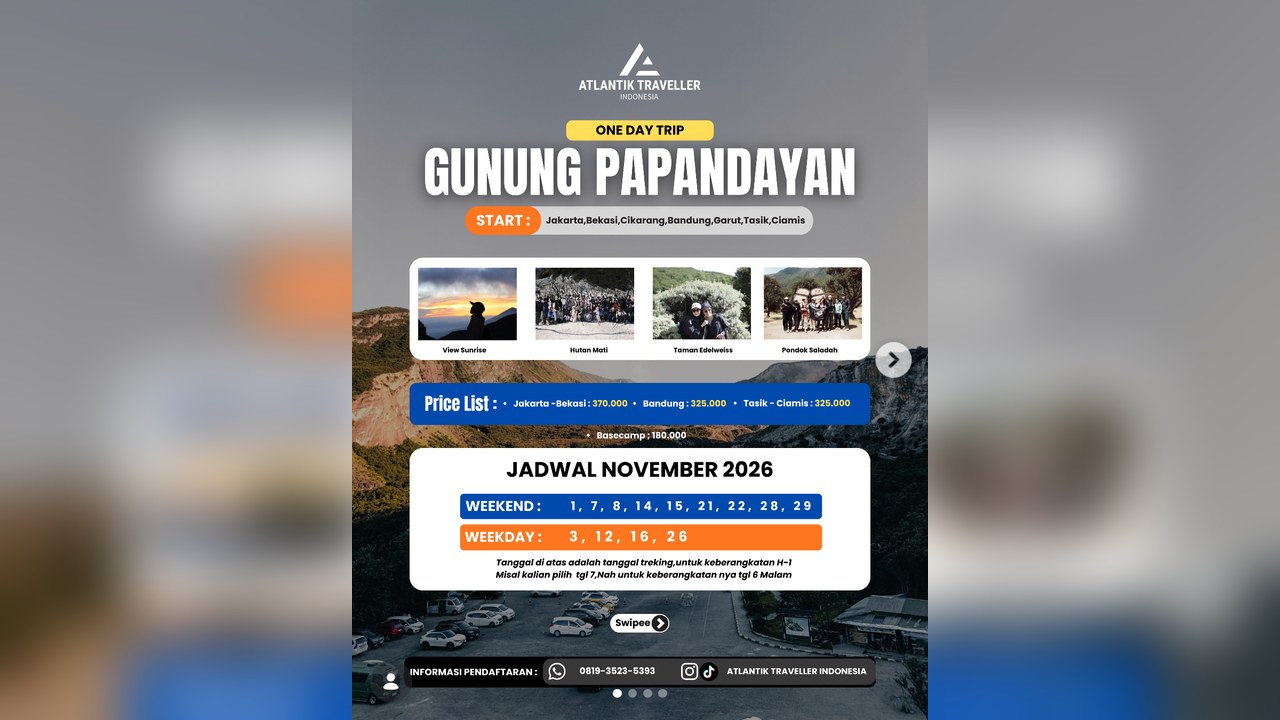 ATLANTIK TRAVELLER
INDONESIA
ONE DAY TRIP
GUNUNG PAPANDAYAN
START : Jakarta,Bekasi,Cikarang,Bandung,Garut,Tasik,Ciamis
View Sunrise Hutan Mati Taman Edelweiss Pondok Saladah
Price List : • Jakarta -Bekasi : 370.000 • Bandung : 325.000 • Tasik - Ciamis : 325.000
• Basecamp : 180.000
JADWAL NOVEMBER 2026
WEEKEND : 1, 7, 8, 14, 15, 21, 22, 28, 29
WEEKDAY : 3, 12, 16, 26
Tanggal di atas adalah tanggal treking,untuk keberangkatan H-1
Misal kalian pilih tgl 7,Nah untuk keberangkatan nya tgl 6 Malam
Swipee
INFORMASI PENDAFTARAN : 0819-3523-5393 ATLANTIK TRAVELLER INDONESIA